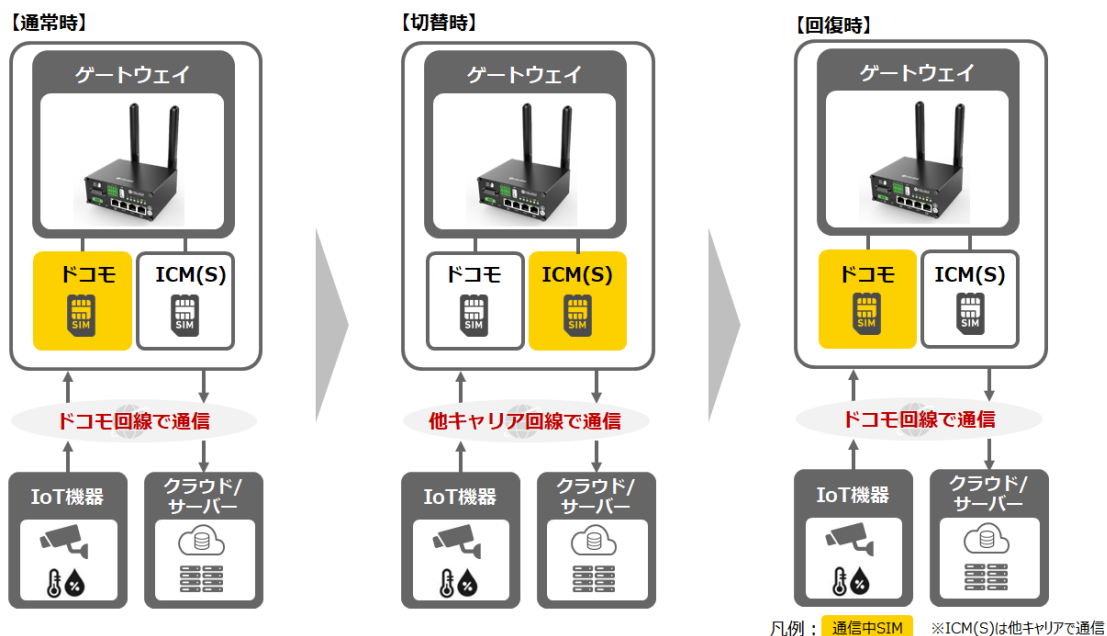 【通常時】
ゲートウェイ
ドコモ
SIM
ICM(S)
SIM
ドコモ回線で通信
IoT機器
%
クラウド/
サーバー
【切替時】
ゲートウェイ
ドコモ
SIM
ICM(S)
SIM
他キャリア回線で通信
IoT機器
%
クラウド/
サーバー
【回復時】
ゲートウェイ
ドコモ
SIM
ICM(S)
SIM
ドコモ回線で通信
IoT機器
%
クラウド/
サーバー
凡例：通信中SIM ※ICM(S)は他キャリアで通信